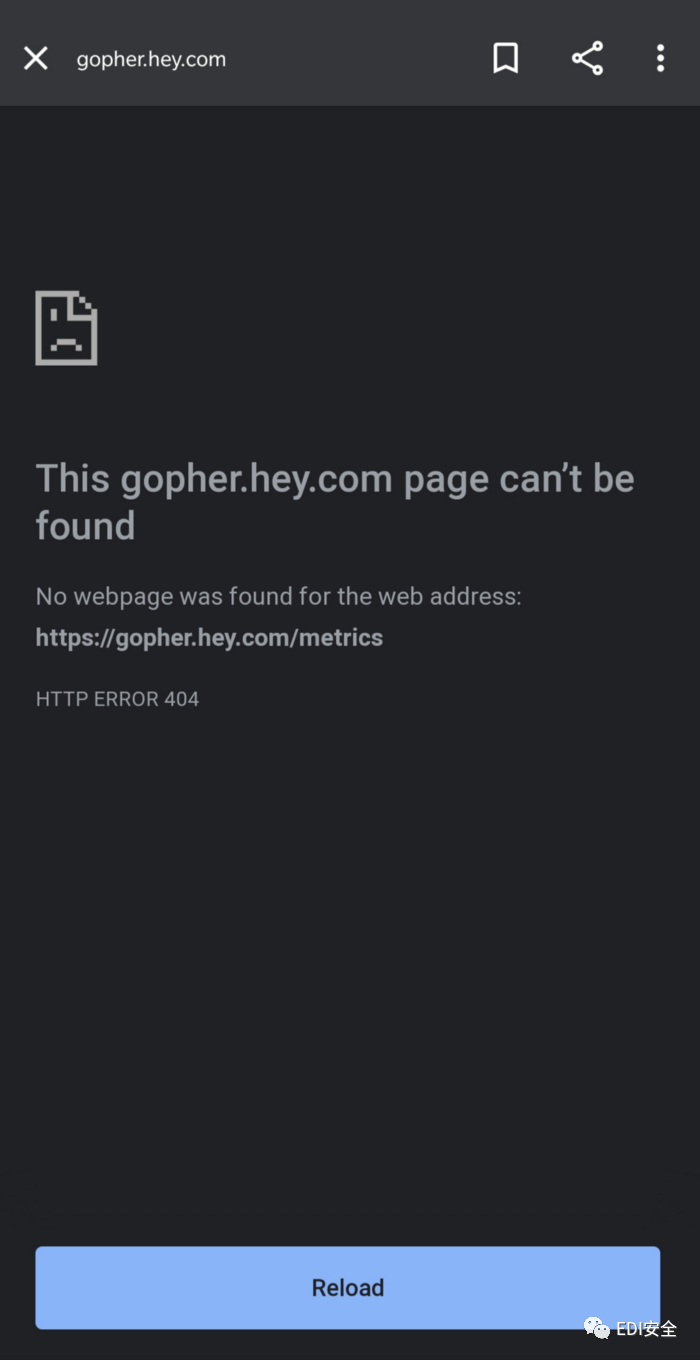 gopher.hey.com
This gopher.hey.com page can’t be
found
No webpage was found for the web address:
https://gopher.hey.com/metrics
HTTP ERROR 404
Reload
EDI安全